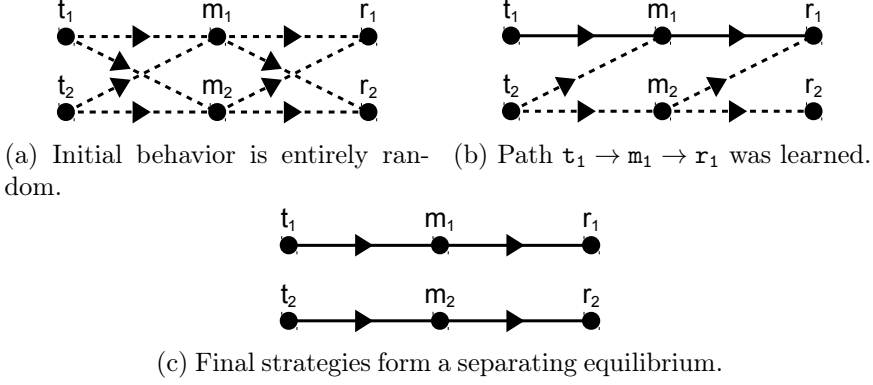 t₁ m₁ r₁
t₂ m₂ r₂
(a) Initial behavior is entirely ran-
dom.
t₁ m₁ r₁
t₂ m₂ r₂
(b) Path t₁ → m₁ → r₁ was learned.
t₁ m₁ r₁
t₂ m₂ r₂
(c) Final strategies form a separating equilibrium.